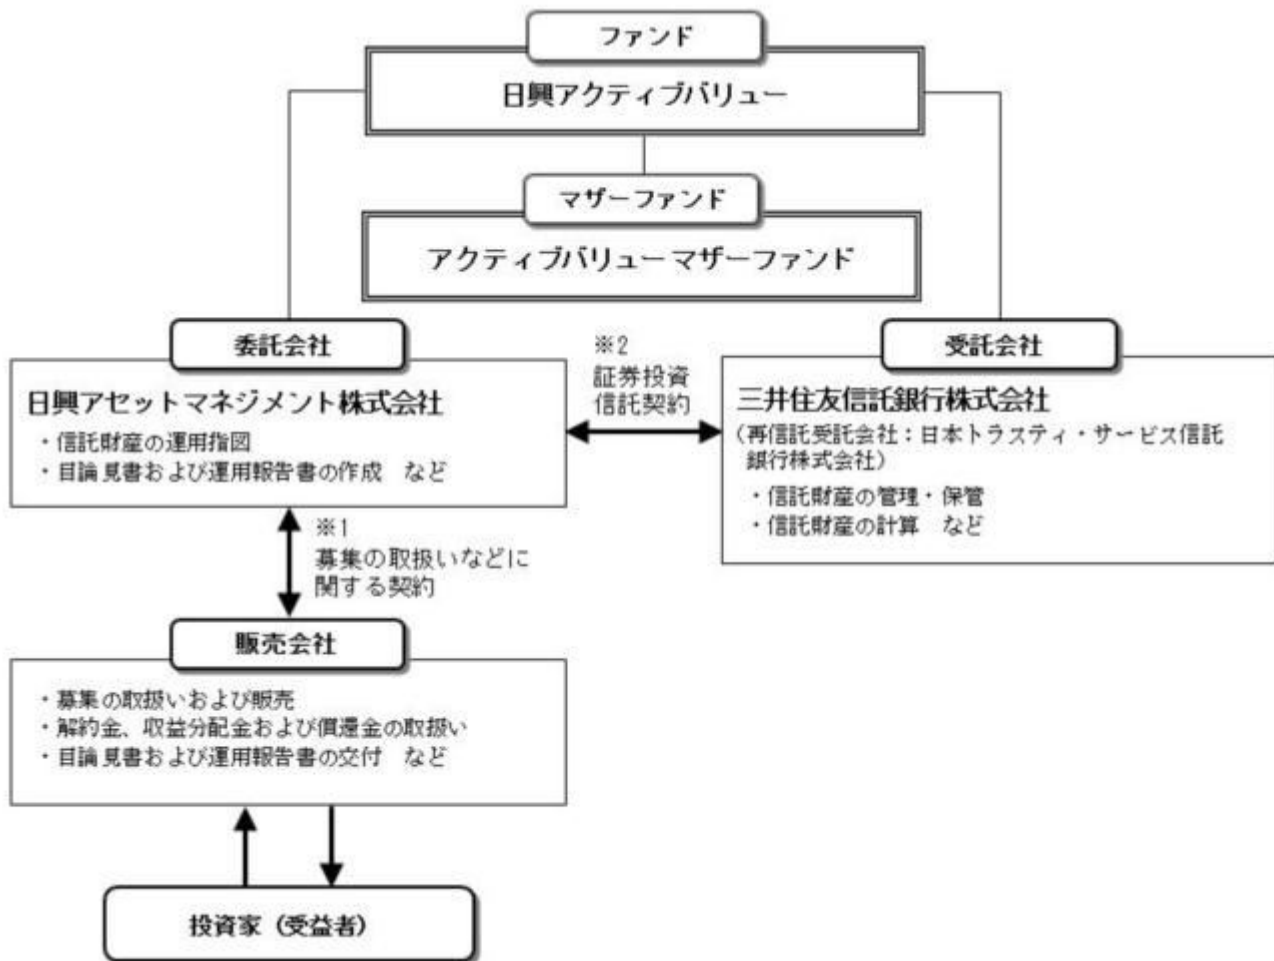 ファンド
日興アクティブバリュー
マザーファンド
アクティブバリューマザーファンド
委託会社
日興アセットマネジメント株式会社
・信託財産の運用指図
・目論見書および運用報告書の作成 など
※2
証券投資
信託契約
受託会社
三井住友信託銀行株式会社
(再信託受託会社:日本トラスティ・サービス信託
銀行株式会社)
・信託財産の管理・保管
・信託財産の計算 など
※1
募集の取扱いなどに
関する契約
販売会社
・募集の取扱いおよび販売
・解約金、収益分配金および償還金の取扱い
・目論見書および運用報告書の交付 など
投資家(受益者)